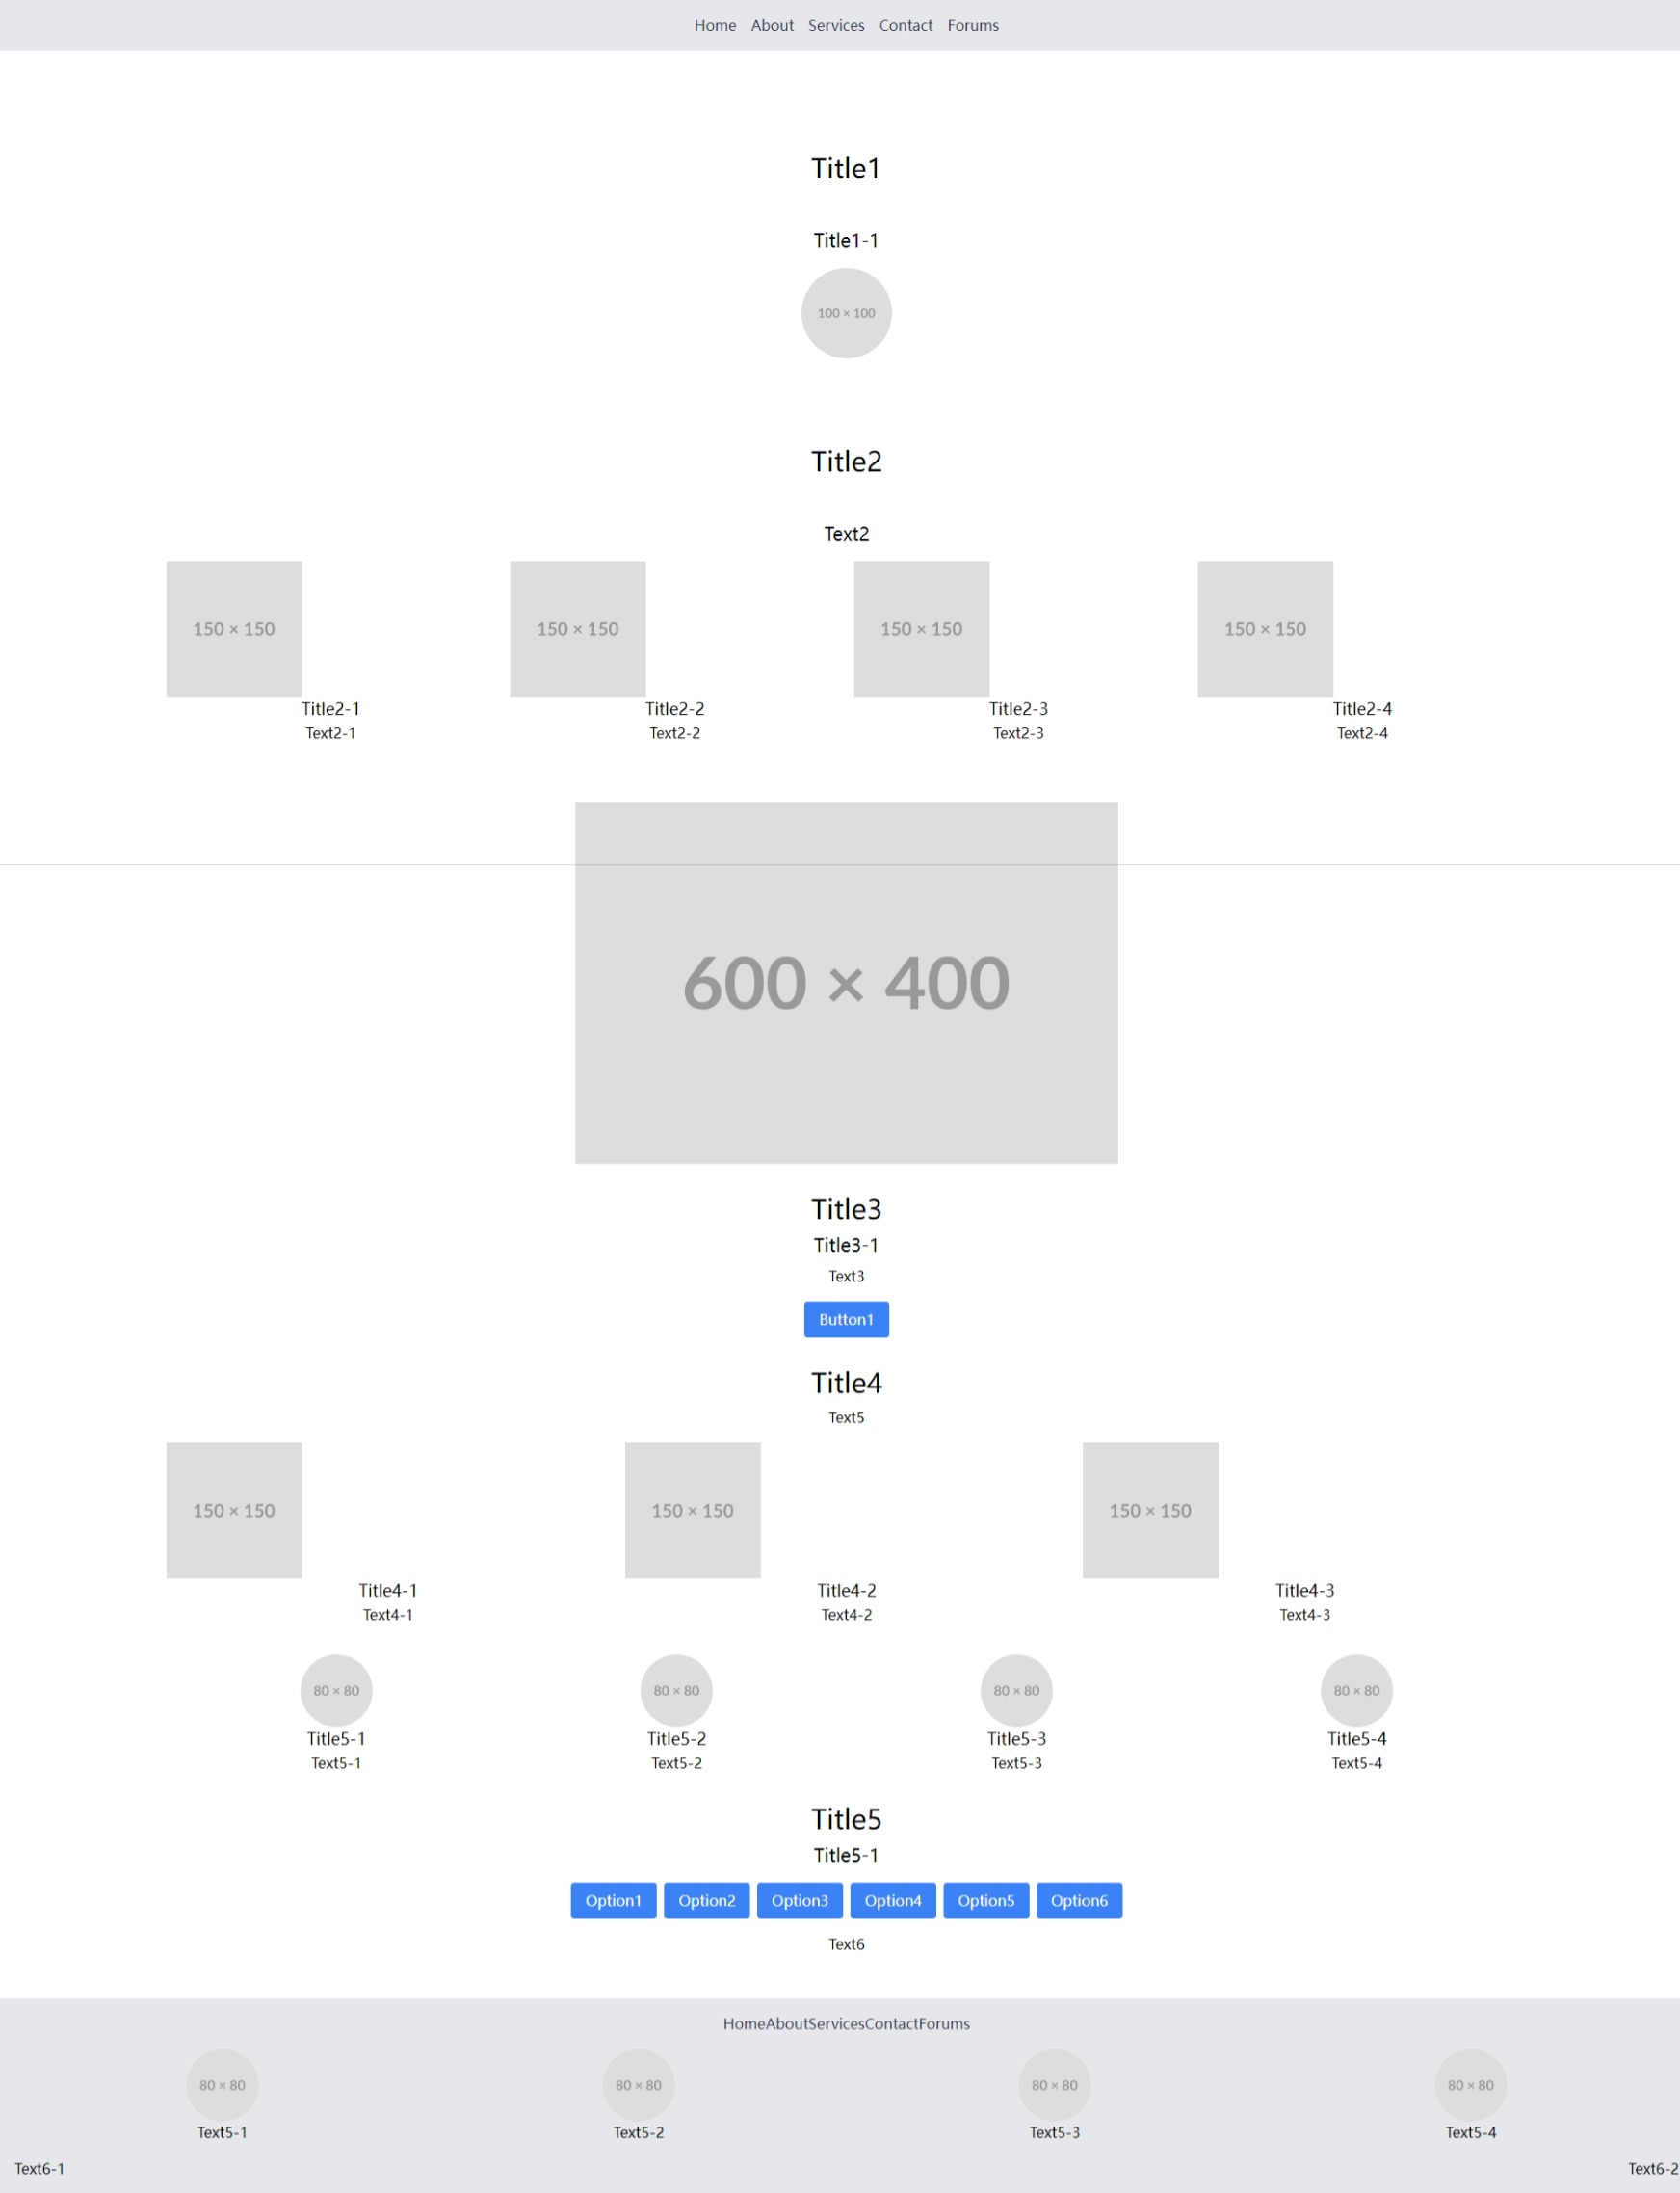 Home About Services Contact Forums
Title1
Title1-1
100 × 100
Title2
Text2
150 × 150 150 × 150 150 × 150 150 × 150
Title2-1 Title2-2 Title2-3 Title2-4
Text2-1 Text2-2 Text2-3 Text2-4
600 × 400
Title3
Title3-1
Text3
Button1
Title4
Text5
150 × 150 150 × 150 150 × 150
Title4-1 Title4-2 Title4-3
Text4-1 Text4-2 Text4-3
80 × 80 80 × 80 80 × 80 80 × 80
Title5-1 Title5-2 Title5-3 Title5-4
Text5-1 Text5-2 Text5-3 Text5-4
Title5
Title5-1
Option1 Option2 Option3 Option4 Option5 Option6
Text6
HomeAboutServicesContactForums
80 × 80 80 × 80 80 × 80 80 × 80
Text5-1 Text5-2 Text5-3 Text5-4
Text6-1 Text6-2